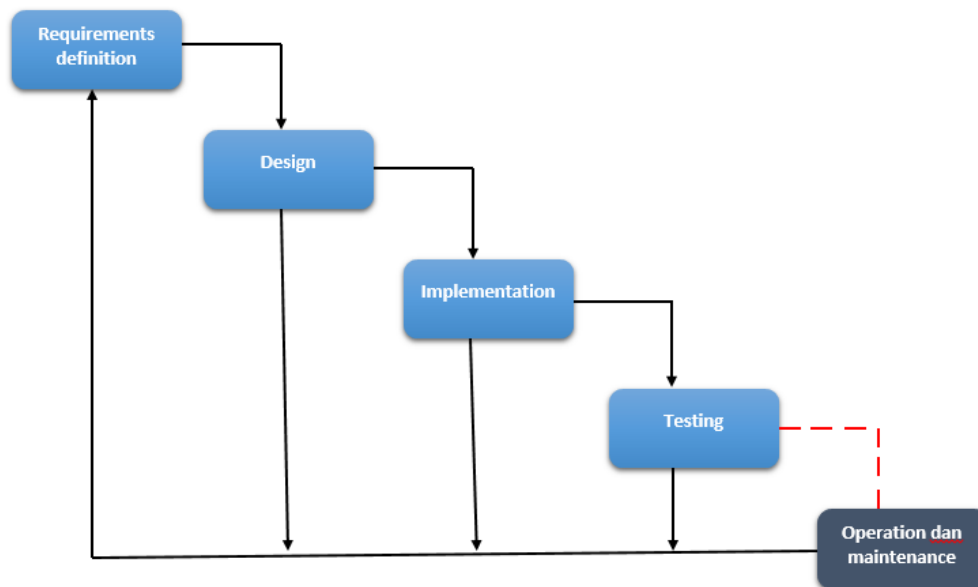 Requirements
definition
Design
Implementation
Testing
Operation dan
maintenance